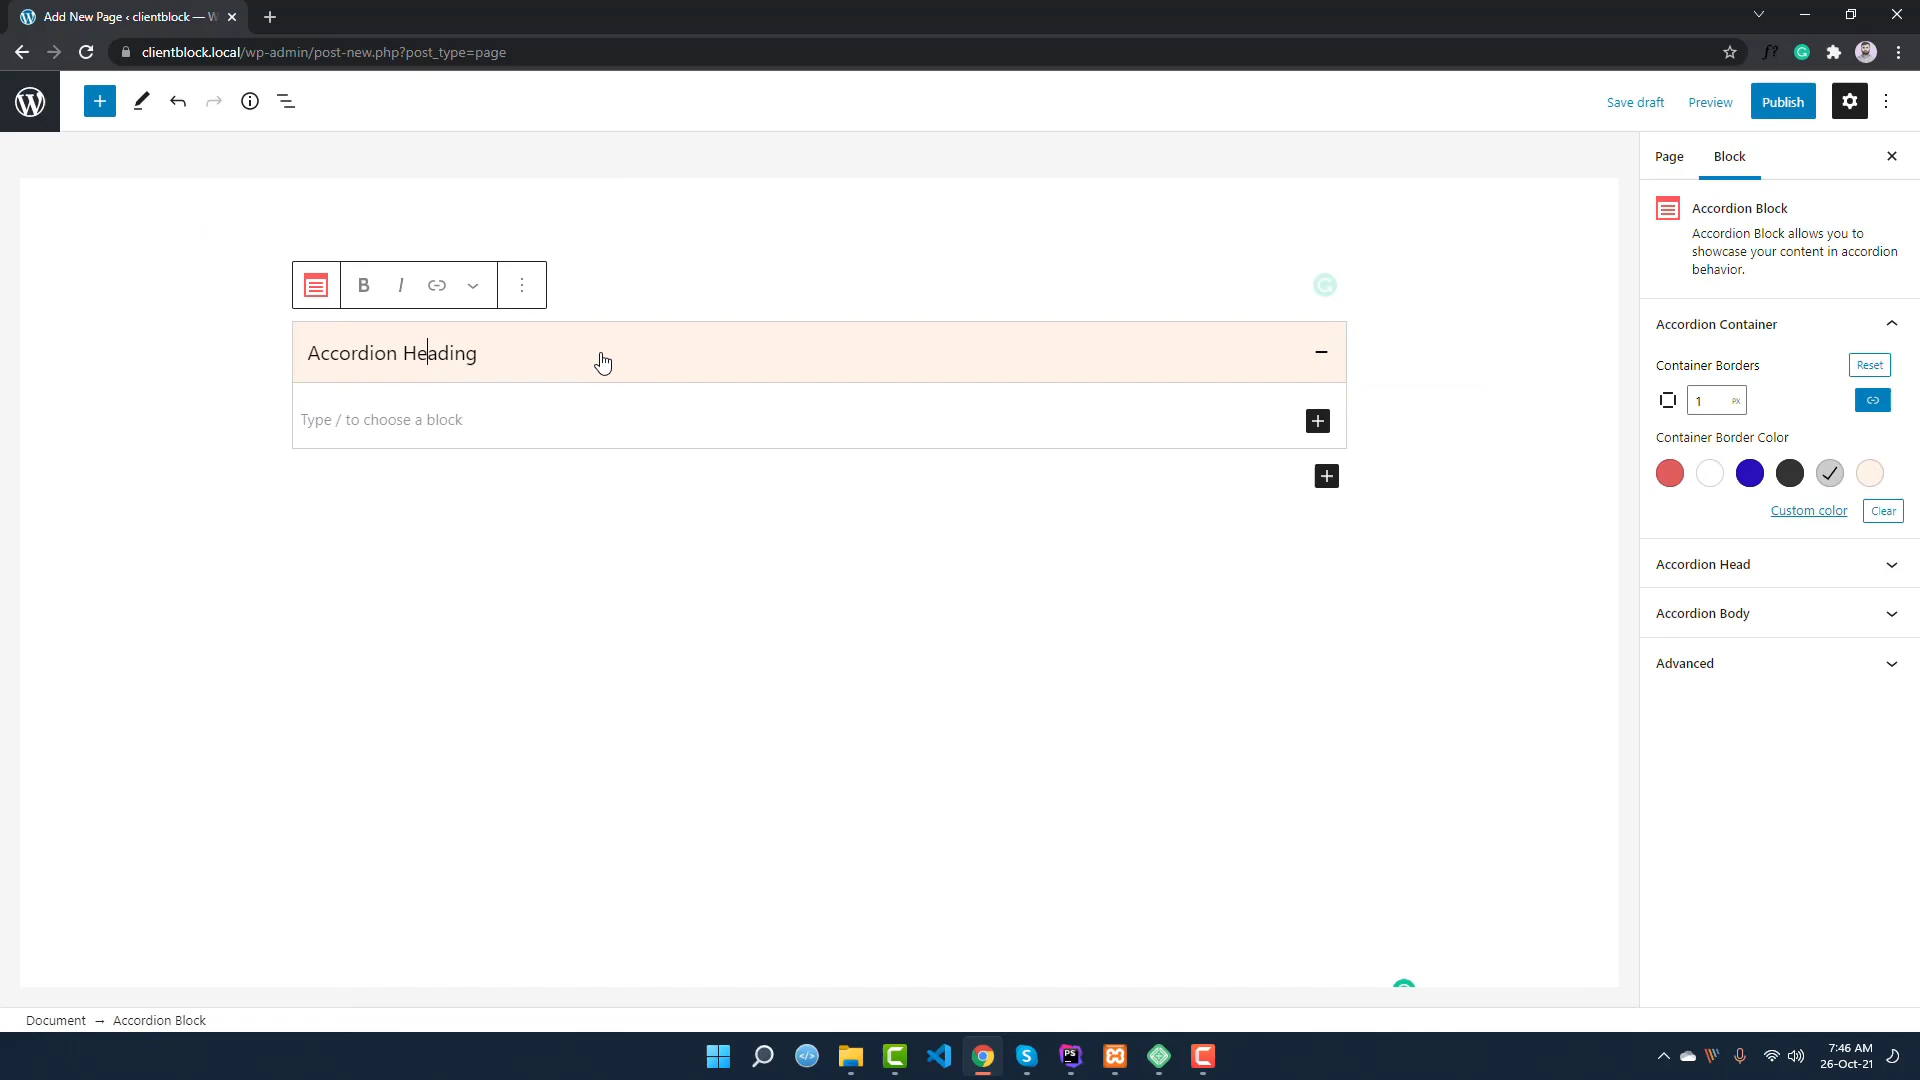 Add New Page ‹ clientblock — W
clientblock.local/wp-admin/post-new.php?post_type=page
f?
Save draft
Preview
Publish
Page
Block
Accordion Block
Accordion Block allows you to
showcase your content in accordion
behavior.
B I
Accordion Heading
Type / to choose a block
Accordion Container
Container Borders
Reset
1
PX
Container Border Color
Custom color
Clear
Accordion Head
Accordion Body
Advanced
Document → Accordion Block
PS
7:46 AM
26-Oct-21